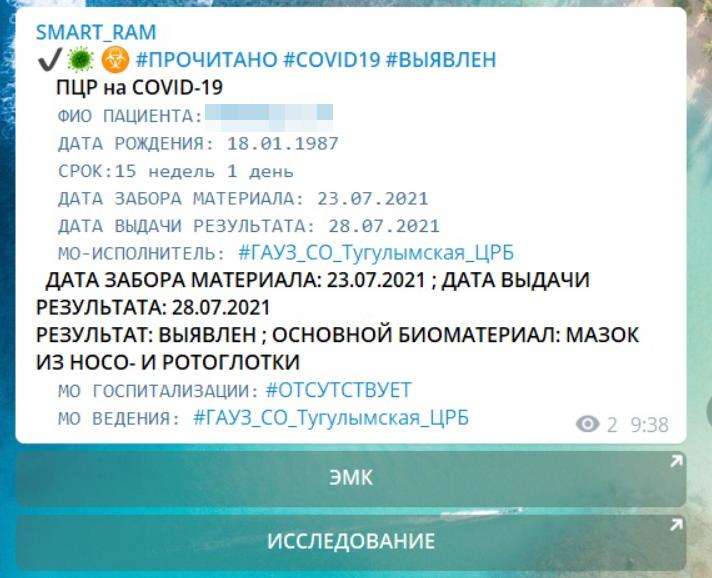 SMART_RAM
#ПРОЧИТАНО #COVID19 #ВЫЯВЛЕН
ПЦР на COVID-19
ФИО ПАЦИЕНТА:
ДАТА РОЖДЕНИЯ: 18.01.1987
СРОК:15 недель 1 день
ДАТА ЗАБОРА МАТЕРИАЛА: 23.07.2021
ДАТА ВЫДАЧИ РЕЗУЛЬТАТА: 28.07.2021
МО-ИСПОЛНИТЕЛЬ: #ГАУЗ_СО_Тугулымская_ЦРБ
ДАТА ЗАБОРА МАТЕРИАЛА: 23.07.2021 ; ДАТА ВЫДАЧИ
РЕЗУЛЬТАТА: 28.07.2021
РЕЗУЛЬТАТ: ВЫЯВЛЕН ; ОСНОВНОЙ БИОМАТЕРИАЛ: МАЗОК
ИЗ НОСО- И РОТОГЛОТКИ
МО ГОСПИТАЛИЗАЦИИ: #ОТСУТСТВУЕТ
МО ВЕДЕНИЯ: #ГАУЗ_СО_Тугулымская_ЦРБ
2 9:38
ЭМК
ИССЛЕДОВАНИЕ